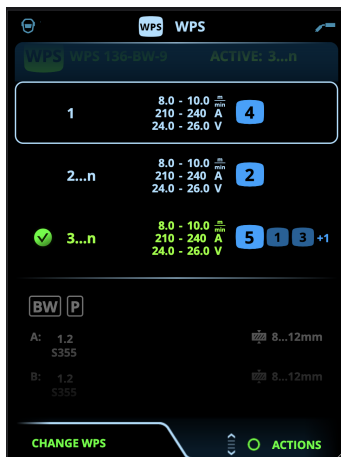 WPS WPS
WPS WPS 136-BW-9 ACTIVE: 3...n
1 8.0 - 10.0 m/min 4
210 - 240 A
24.0 - 26.0 V
2...n 8.0 - 10.0 m/min 2
210 - 240 A
24.0 - 26.0 V
3...n 8.0 - 10.0 m/min 5 1 3 +1
210 - 240 A
24.0 - 26.0 V
BW P
A: 1.2 8...12mm
S355
B: 1.2 8...12mm
S355
CHANGE WPS ACTIONS